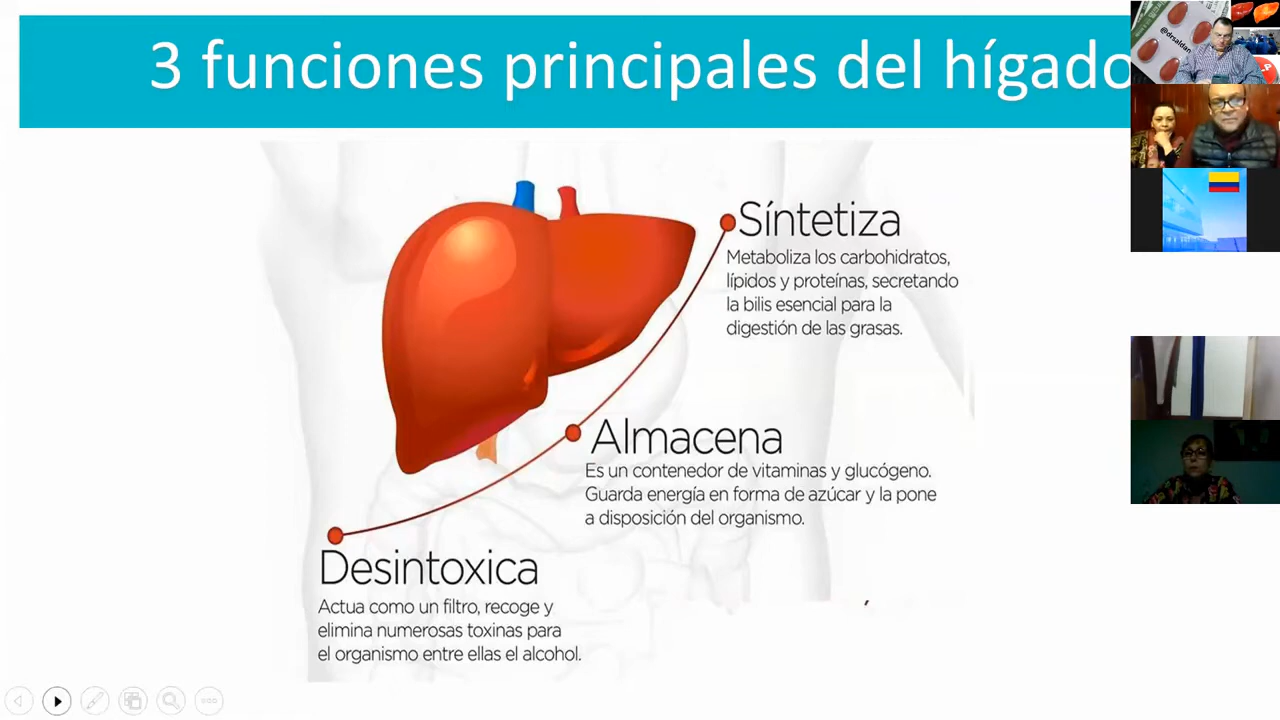 3 funciones principales del hígado
@drsaldan
Síntetiza
Metaboliza los carbohidratos,
lípidos y proteínas, secretando
la bilis esencial para la
digestión de las grasas.
Almacena
Es un contenedor de vitaminas y glucógeno.
Guarda energía en forma de azúcar y la pone
a disposición del organismo.
Desintoxica
Actua como un filtro, recoge y
elimina numerosas toxinas para
el organismo entre ellas el alcohol.